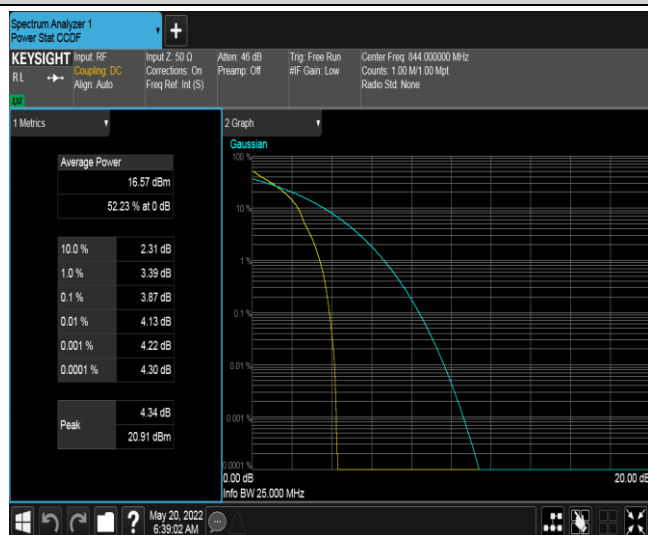 Spectrum Analyzer 1
Power Stat CCDF
+
KEYSIGHT
RL
LXI
Input: RF
Coupling: DC
Align: Auto
Input Z: 50 Ω
Corrections: On
Freq Ref: Int (S)
Atten: 46 dB
Preamp: Off
Trig: Free Run
#IF Gain: Low
Center Freq: 844.000000 MHz
Counts: 1.00 M/1.00 Mpt
Radio Std: None
1 Metrics
Average Power
16.57 dBm
52.23 % at 0 dB
10.0 % 2.31 dB
1.0 % 3.39 dB
0.1 % 3.87 dB
0.01 % 4.13 dB
0.001 % 4.22 dB
0.0001 % 4.30 dB
Peak
4.34 dB
20.91 dBm
2 Graph
Gaussian
100 %
10 %
1 %
0.1 %
0.01 %
0.001 %
0.0001 %
0.00 dB 20.00 dB
Info BW 25.000 MHz
? May 20, 2022
6:39:02 AM